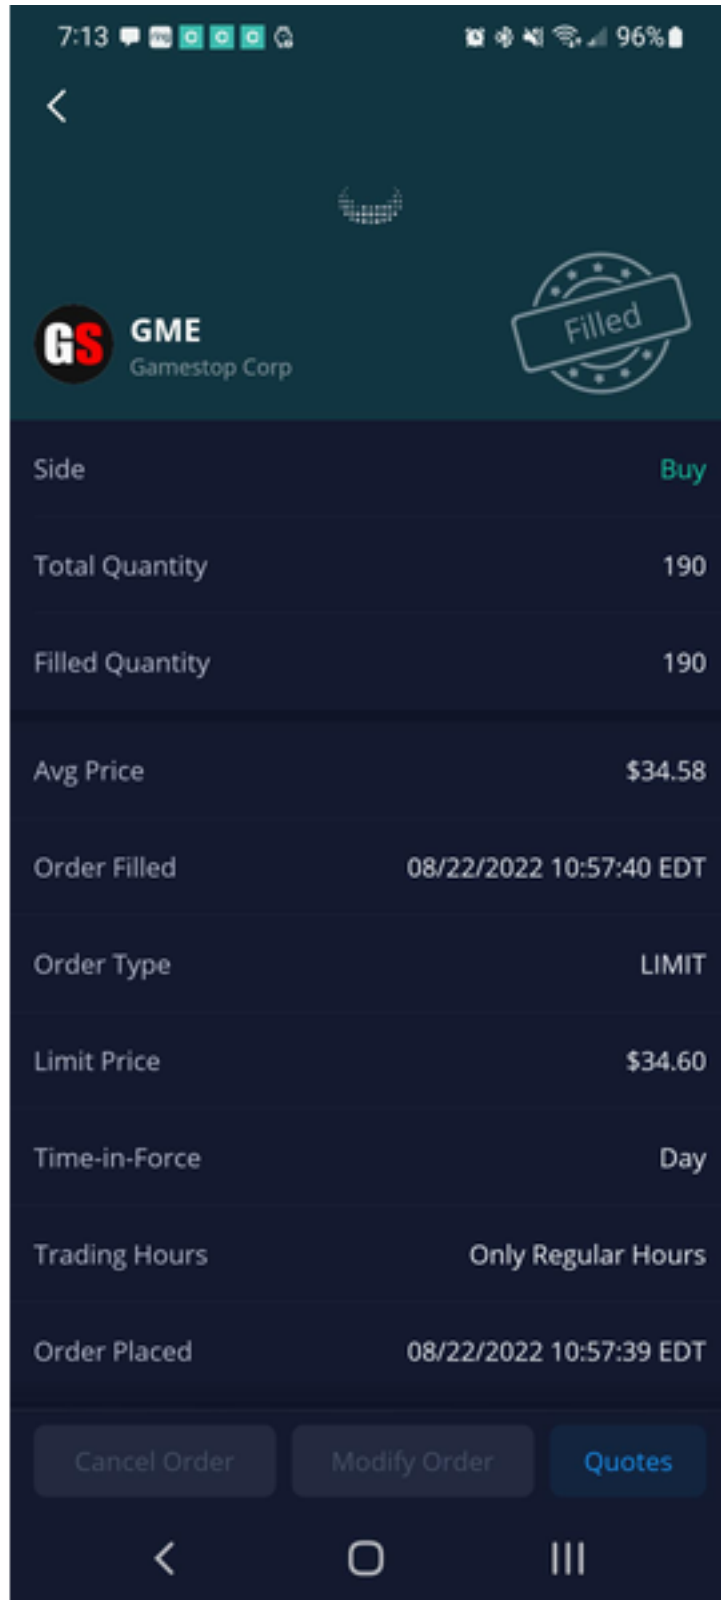 7:13 96%
GS
GME
Gamestop Corp
Filled
Side Buy
Total Quantity 190
Filled Quantity 190
Avg Price $34.58
Order Filled 08/22/2022 10:57:40 EDT
Order Type LIMIT
Limit Price $34.60
Time-in-Force Day
Trading Hours Only Regular Hours
Order Placed 08/22/2022 10:57:39 EDT
Cancel Order Modify Order Quotes